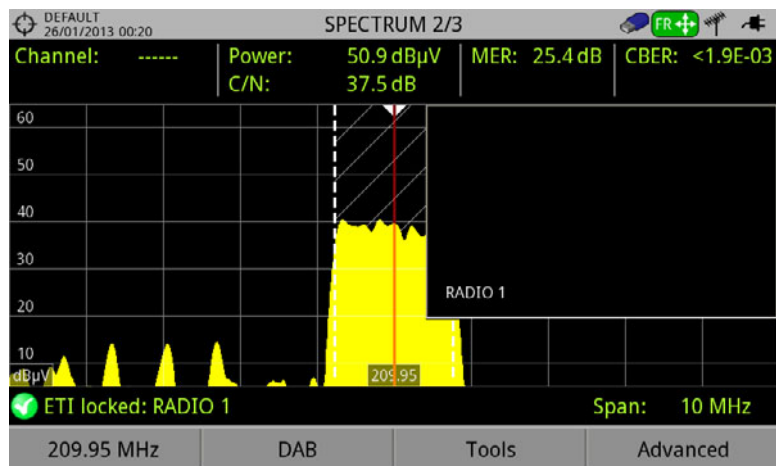 DEFAULT
26/01/2013 00:20
SPECTRUM 2/3
FR
Channel: ------
Power: 50.9 dBµV
MER: 25.4 dB
CBER: <1.9E-03
C/N: 37.5 dB
60
50
40
30
RADIO 1
20
10
dBµV
209.95
ETI locked: RADIO 1
Span: 10 MHz
209.95 MHz
DAB
Tools
Advanced